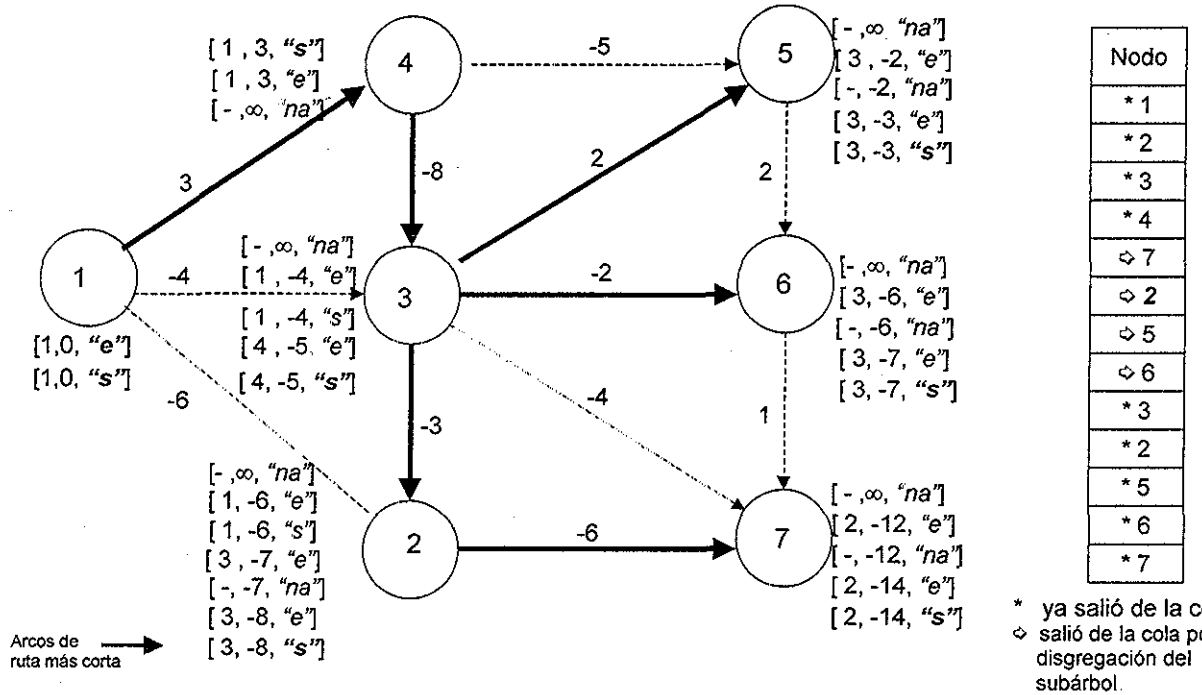 [ 1 , 3, “s”]
[ 1 , 3, “e”]
[- ,∞, “na”]
4
-5
5
[- ,∞, “na”]
[ 3 , -2, “e”]
[-, -2, “na”]
[ 3, -3, “e”]
[ 3, -3, “s”]
3
-8
2
2
1
[1,0, “e”]
[1,0, “s”]
-4
-6
[- ,∞, “na”]
[ 1 , -4, “e”]
[ 1 , -4, “s”]
[ 4 , -5, “e”]
[ 4, -5, “s”]
3
-2
6
[- ,∞, “na”]
[ 3, -6, “e”]
[-, -6, “na”]
[ 3, -7, “e”]
[ 3, -7, “s”]
-3
-4
1
[- ,∞, “na”]
[ 1, -6, “e”]
[ 1, -6, “s”]
[ 3 , -7, “e”]
[-, -7, “na”]
[ 3, -8, “e”]
[ 3, -8, “s”]
2
-6
7
[- ,∞, “na”]
[ 2, -12, “e”]
[-, -12, “na”]
[ 2, -14, “e”]
[ 2, -14, “s”]
Arcos de
ruta más corta
Nodo
* 1
* 2
* 3
* 4
➪ 7
➪ 2
➪ 5
➪ 6
* 3
* 2
* 5
* 6
* 7
* ya salió de la
➪ salió de la cola
disgregación del
subárbol.